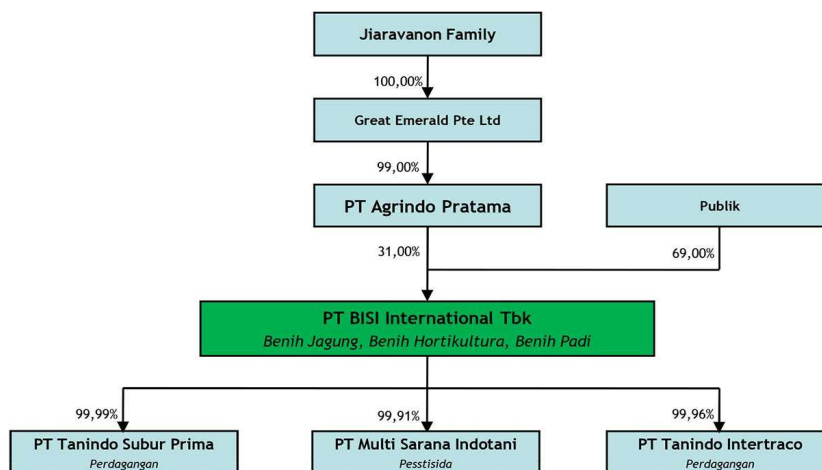 Jiaravanon Family
100,00%
Great Emerald Pte Ltd
99,00%
PT Agrindo Pratama
Publik
31,00%
69,00%
PT BISI International Tbk
Benih Jagung, Benih Hortikultura, Benih Padi
99,99%
99,91%
99,96%
PT Tanindo Subur Prima
Perdagangan
PT Multi Sarana Indotani
Pesstisida
PT Tanindo Intertraco
Perdagangan